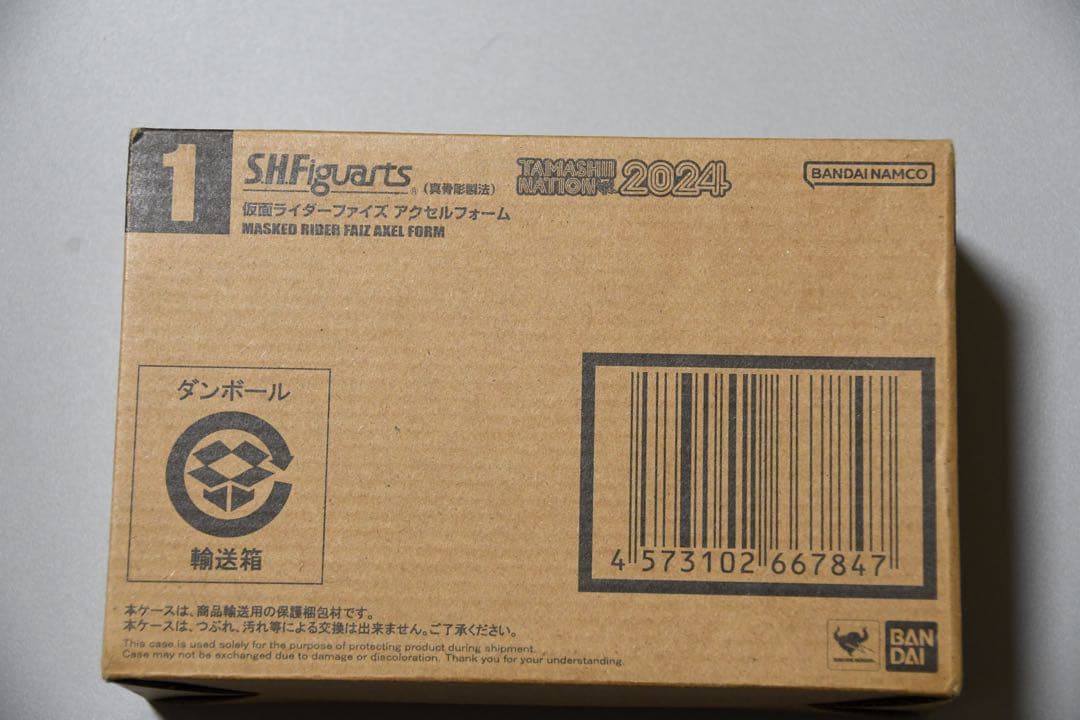 1
S.H.Figuarts ®（真骨彫製法）
TAMASHII NATION 2024
BANDAI NAMCO
仮面ライダーファイズ アクセルフォーム
MASKED RIDER FAIZ AXEL FORM
ダンボール
輸送箱
4 573102 667847
本ケースは、商品輸送用の保護梱包材です。
本ケースは、つぶれ、汚れ等による交換は出来ません。ご了承ください。
This case is used solely for the purpose of protecting product during shipment.
Case may not be exchanged due to damage or discoloration. Thank you for your understanding.
BAN
DAI